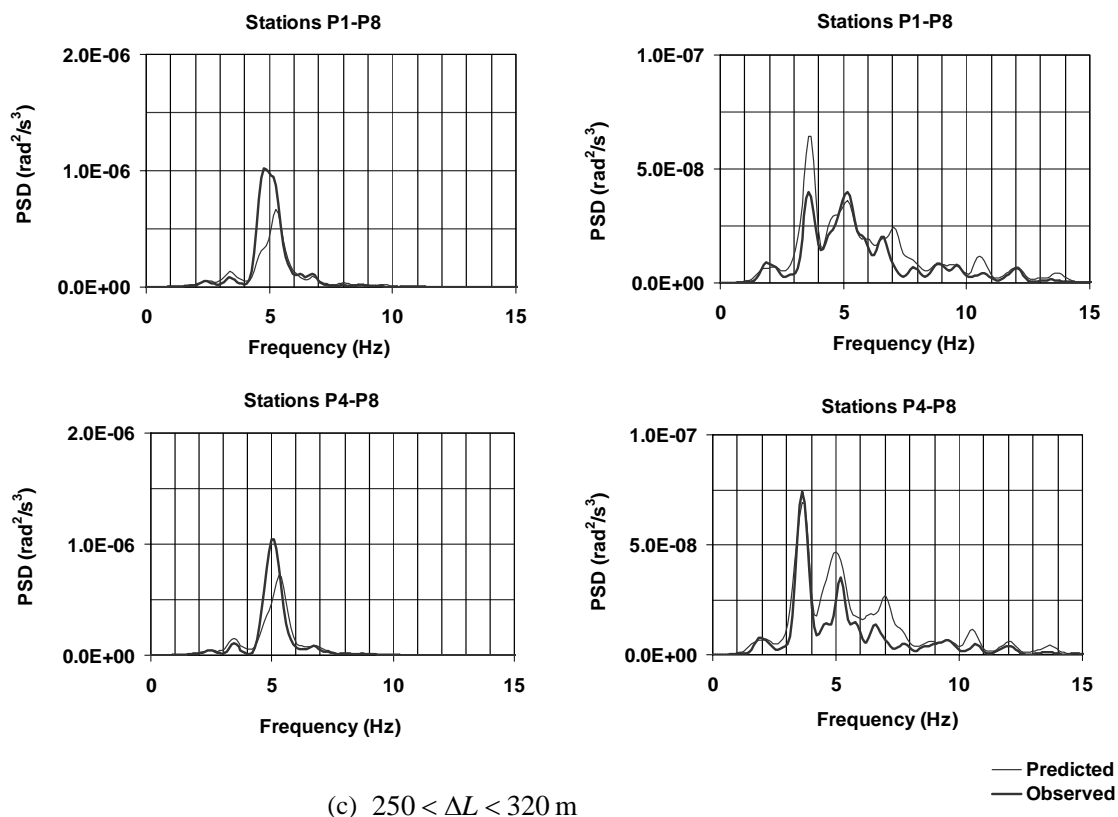 Stations P1-P8
2.0E-06
1.0E-06
0.0E+00
PSD (rad²/s³)
0 5 10 15
Frequency (Hz)
Stations P1-P8
1.0E-07
5.0E-08
0.0E+00
PSD (rad²/s³)
0 5 10 15
Frequency (Hz)
Stations P4-P8
2.0E-06
1.0E-06
0.0E+00
PSD (rad²/s³)
0 5 10 15
Frequency (Hz)
Stations P4-P8
1.0E-07
5.0E-08
0.0E+00
PSD (rad²/s³)
0 5 10 15
Frequency (Hz)
Predicted
Observed
(c) 250 < ΔL < 320 m